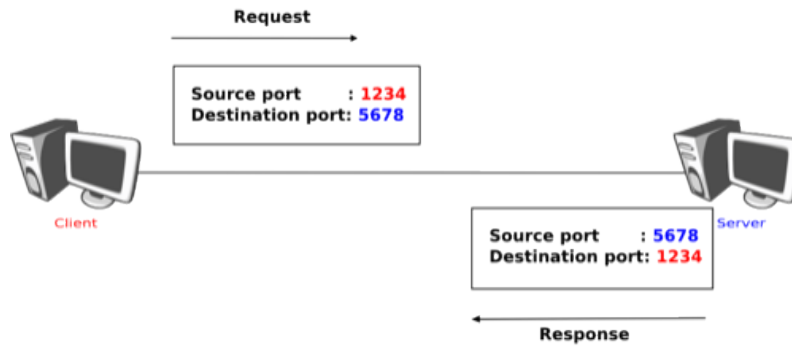 Request
Source port : 1234
Destination port: 5678
Client
Server
Source port : 5678
Destination port: 1234
Response